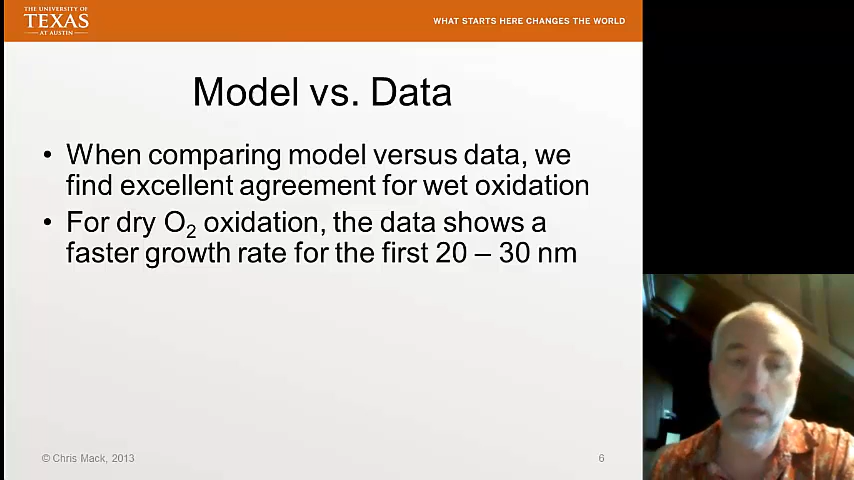 THE UNIVERSITY OF
TEXAS
AT AUSTIN
WHAT STARTS HERE CHANGES THE WORLD
Model vs. Data
• When comparing model versus data, we
find excellent agreement for wet oxidation
• For dry O₂ oxidation, the data shows a
faster growth rate for the first 20 – 30 nm
© Chris Mack, 2013
6